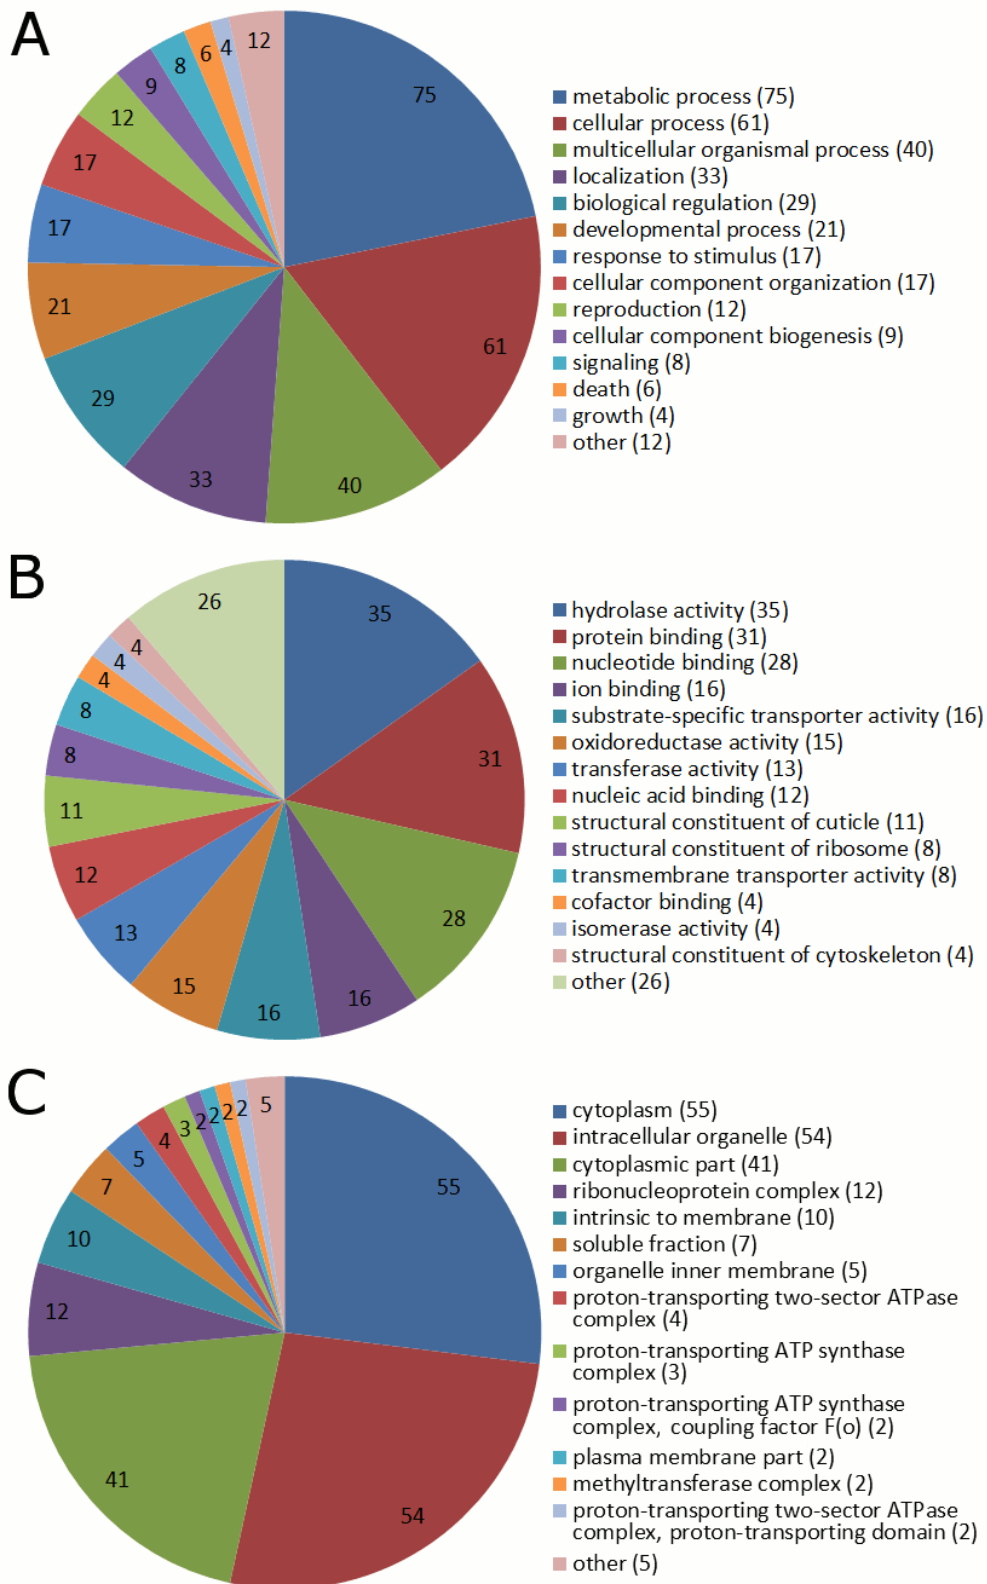 A
75
61
40
33
29
21
17
17
12
9
8
6
4
12
metabolic process (75)
cellular process (61)
multicellular organismal process (40)
localization (33)
biological regulation (29)
developmental process (21)
response to stimulus (17)
cellular component organization (17)
reproduction (12)
cellular component biogenesis (9)
signaling (8)
death (6)
growth (4)
other (12)
B
35
31
28
16
16
15
13
12
11
8
8
4
4
4
26
hydrolase activity (35)
protein binding (31)
nucleotide binding (28)
ion binding (16)
substrate-specific transporter activity (16)
oxidoreductase activity (15)
transferase activity (13)
nucleic acid binding (12)
structural constituent of cuticle (11)
structural constituent of ribosome (8)
transmembrane transporter activity (8)
cofactor binding (4)
isomerase activity (4)
structural constituent of cytoskeleton (4)
other (26)
C
55
54
41
12
10
7
5
4
3
2
2
2
2
5
cytoplasm (55)
intracellular organelle (54)
cytoplasmic part (41)
ribonucleoprotein complex (12)
intrinsic to membrane (10)
soluble fraction (7)
organelle inner membrane (5)
proton-transporting two-sector ATPase
complex (4)
proton-transporting ATP synthase
complex (3)
proton-transporting ATP synthase
complex, coupling factor F(o) (2)
plasma membrane part (2)
methyltransferase complex (2)
proton-transporting two-sector ATPase
complex, proton-transporting domain (2)
other (5)